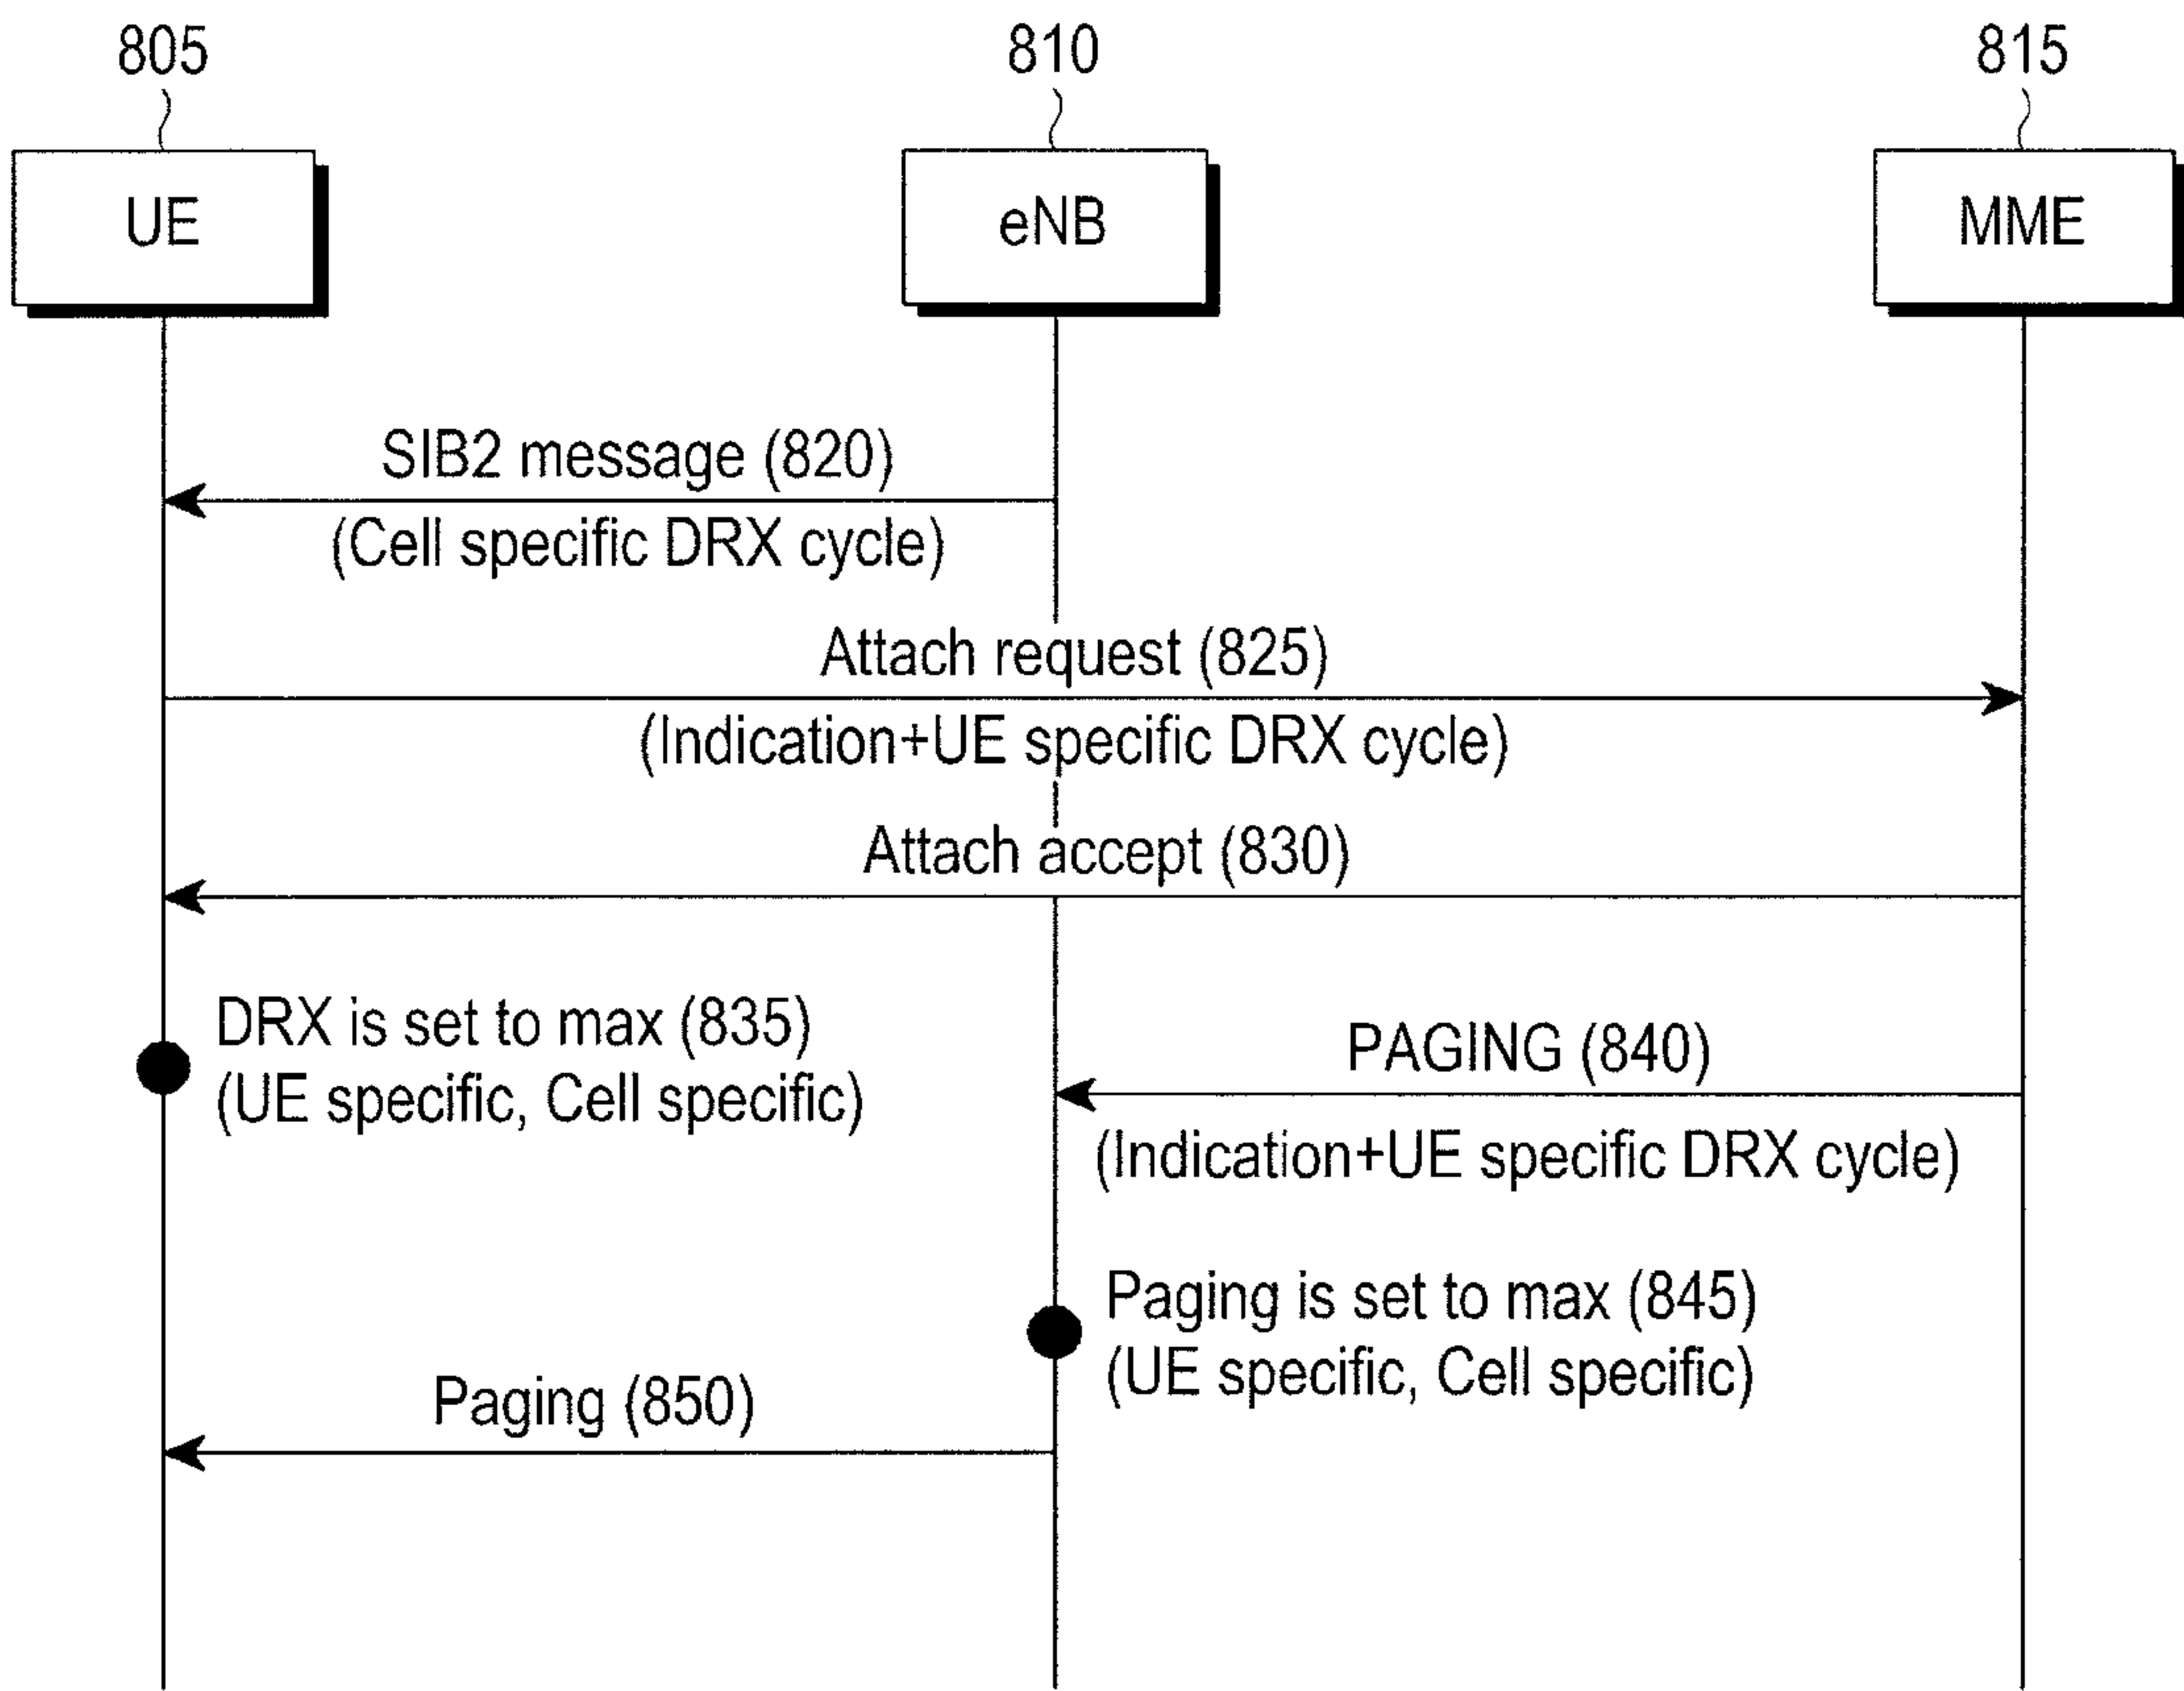 805
810
815
UE
eNB
MME
SIB2 message (820)
(Cell specific DRX cycle)
Attach request (825)
(Indication+UE specific DRX cycle)
Attach accept (830)
DRX is set to max (835)
(UE specific, Cell specific)
PAGING (840)
(Indication+UE specific DRX cycle)
Paging is set to max (845)
(UE specific, Cell specific)
Paging (850)